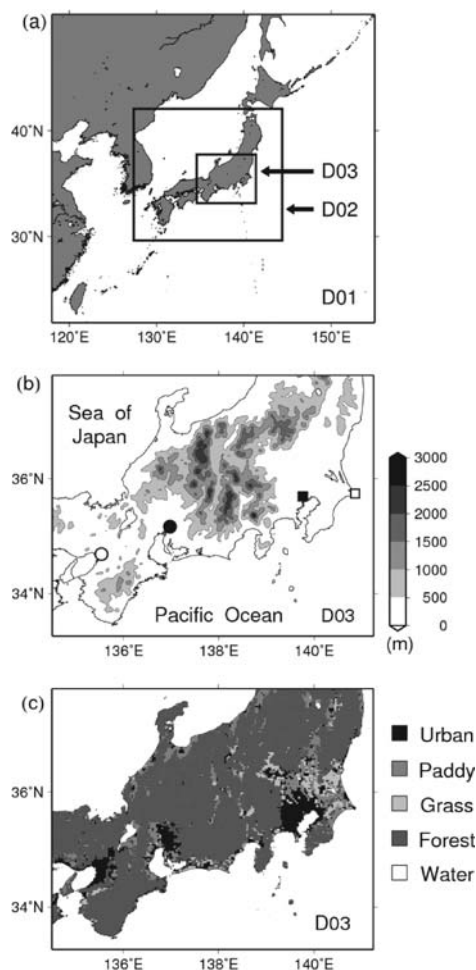 (a)
40°N
30°N
D03
D02
D01
120°E 130°E 140°E 150°E
(b)
Sea of
Japan
36°N
34°N
Pacific Ocean D03
136°E 138°E 140°E
3000
2500
2000
1500
1000
500
0
(m)
(c)
36°N
34°N
D03
136°E 138°E 140°E
Urban
Paddy
Grass
Forest
Water